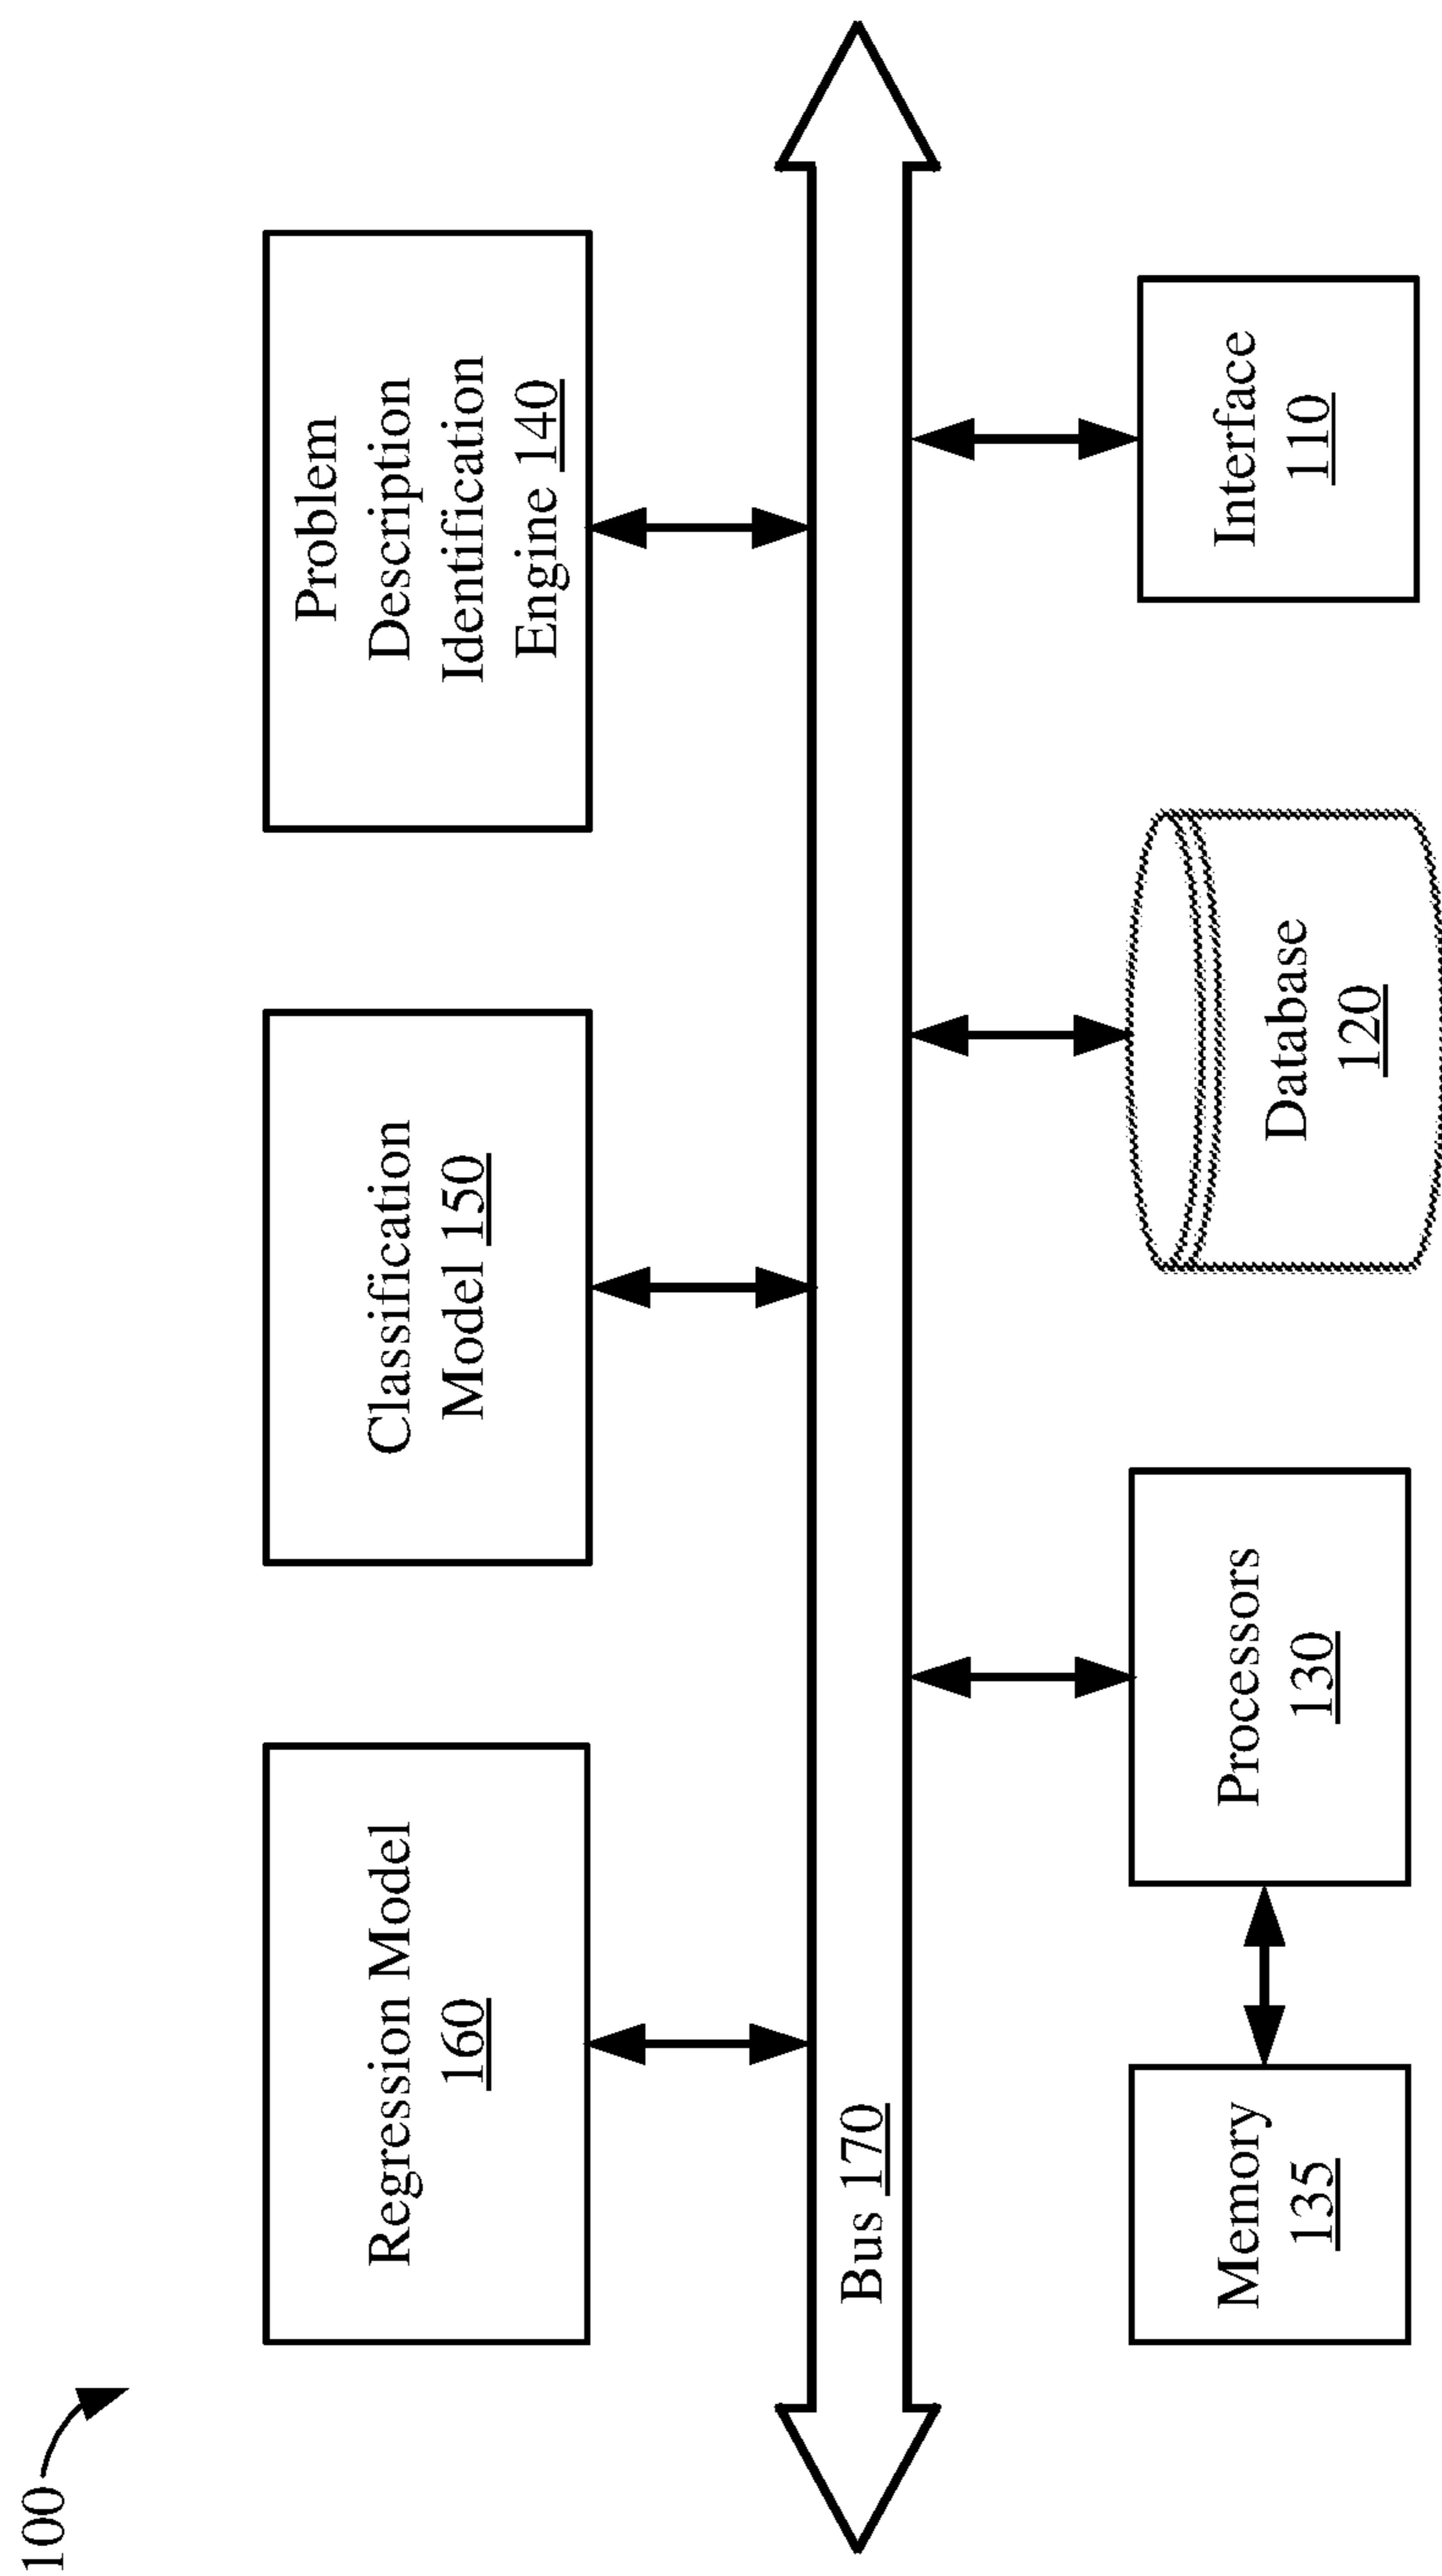 100
Regression Model
160
Classification
Model 150
Problem
Description
Identification
Engine 140
Bus 170
Memory
135
Processors
130
Database
120
Interface
110